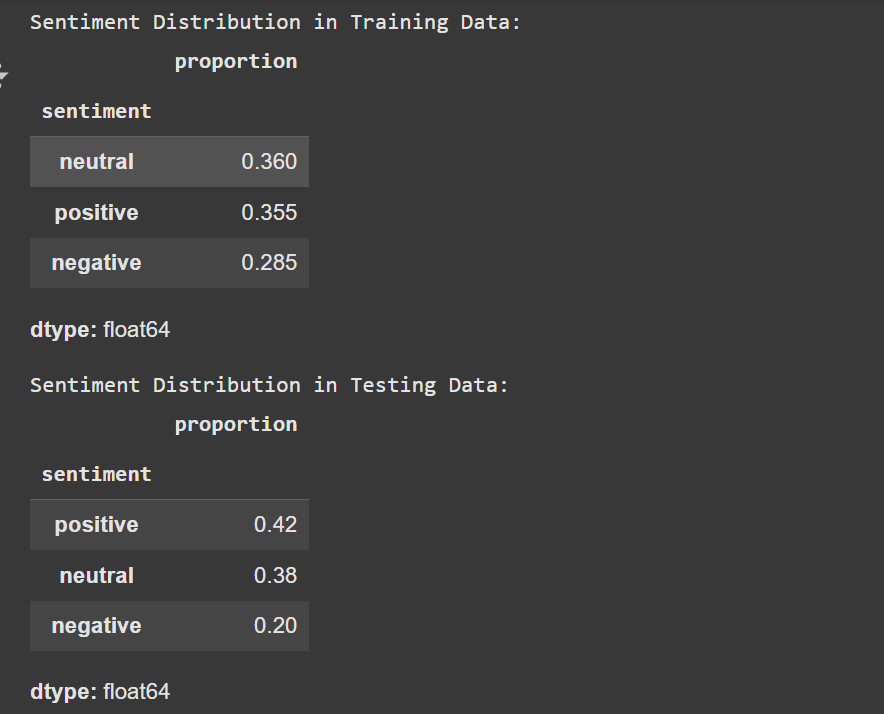 Sentiment Distribution in Training Data:
proportion
sentiment
neutral 0.360
positive 0.355
negative 0.285
dtype: float64
Sentiment Distribution in Testing Data:
proportion
sentiment
positive 0.42
neutral 0.38
negative 0.20
dtype: float64